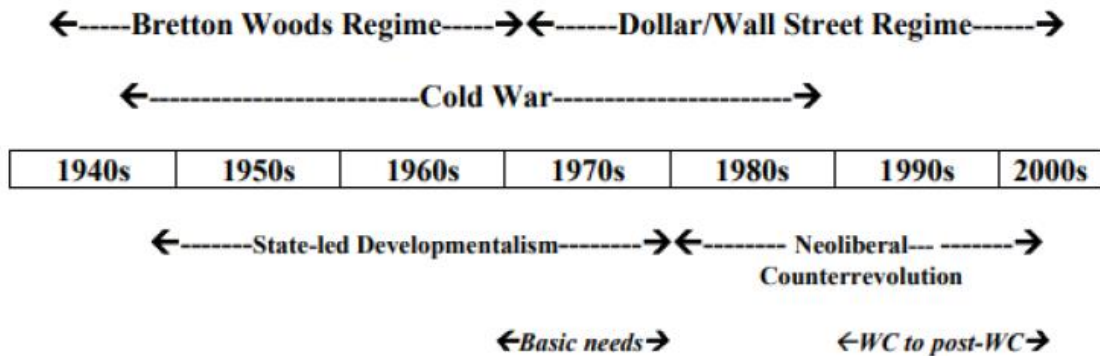 ←-----Bretton Woods Regime-----→←------Dollar/Wall Street Regime------→
←--------------------------Cold War-----------------------→
1940s 1950s 1960s 1970s 1980s 1990s 2000s
←-------State-led Developmentalism--------→←-------- Neoliberal--- -------→
Counterrevolution
←Basic needs→ ←WC to post-WC→